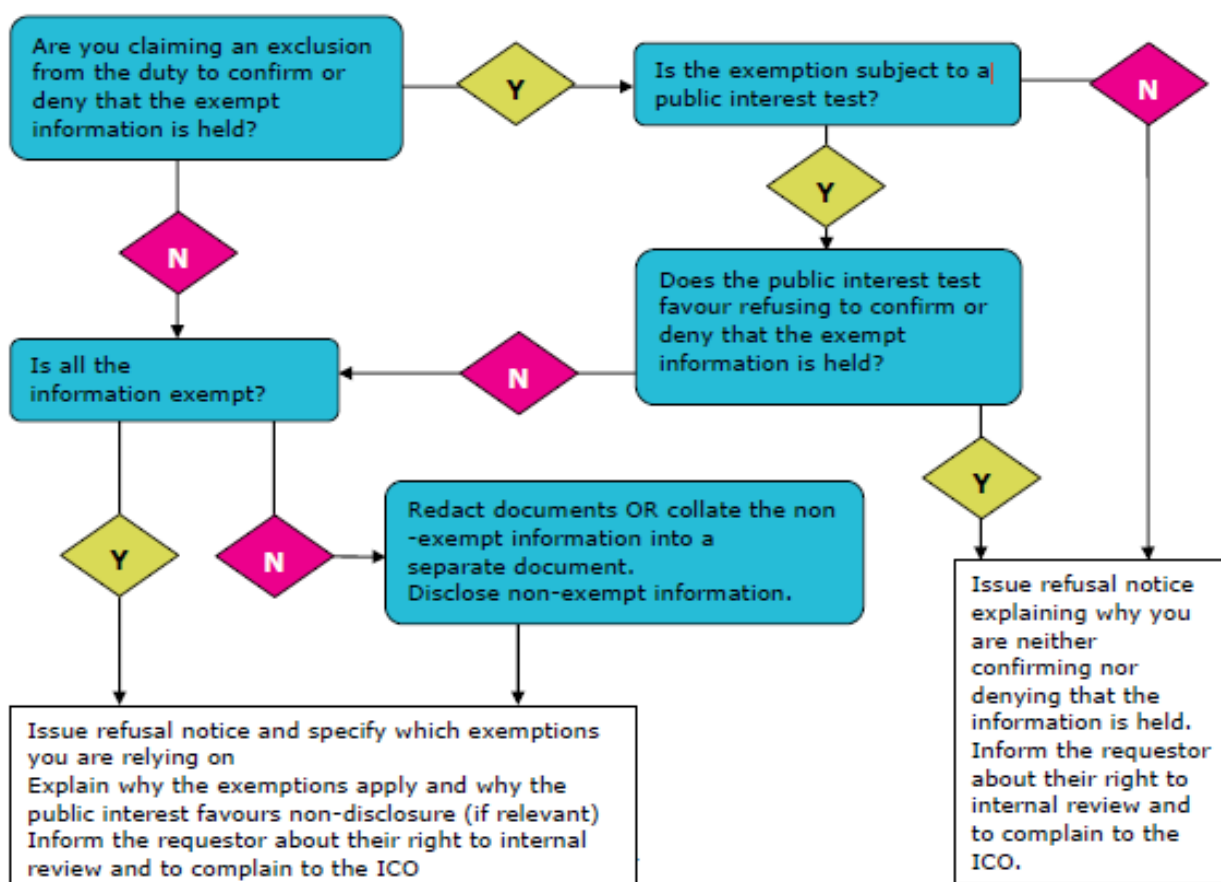 Are you claiming an exclusion
from the duty to confirm or
deny that the exempt
information is held?
Y
Is the exemption subject to a
public interest test?
N
Y
N
Does the public interest test
favour refusing to confirm or
deny that the exempt
information is held?
N
Is all the
information exempt?
Y
Y
N
Redact documents OR collate the non
-exempt information into a
separate document.
Disclose non-exempt information.
Issue refusal notice
explaining why you
are neither
confirming nor
denying that the
information is held.
Inform the requestor
about their right to
internal review and
to complain to the
ICO.
Issue refusal notice and specify which exemptions
you are relying on
Explain why the exemptions apply and why the
public interest favours non-disclosure (if relevant)
Inform the requestor about their right to internal
review and to complain to the ICO